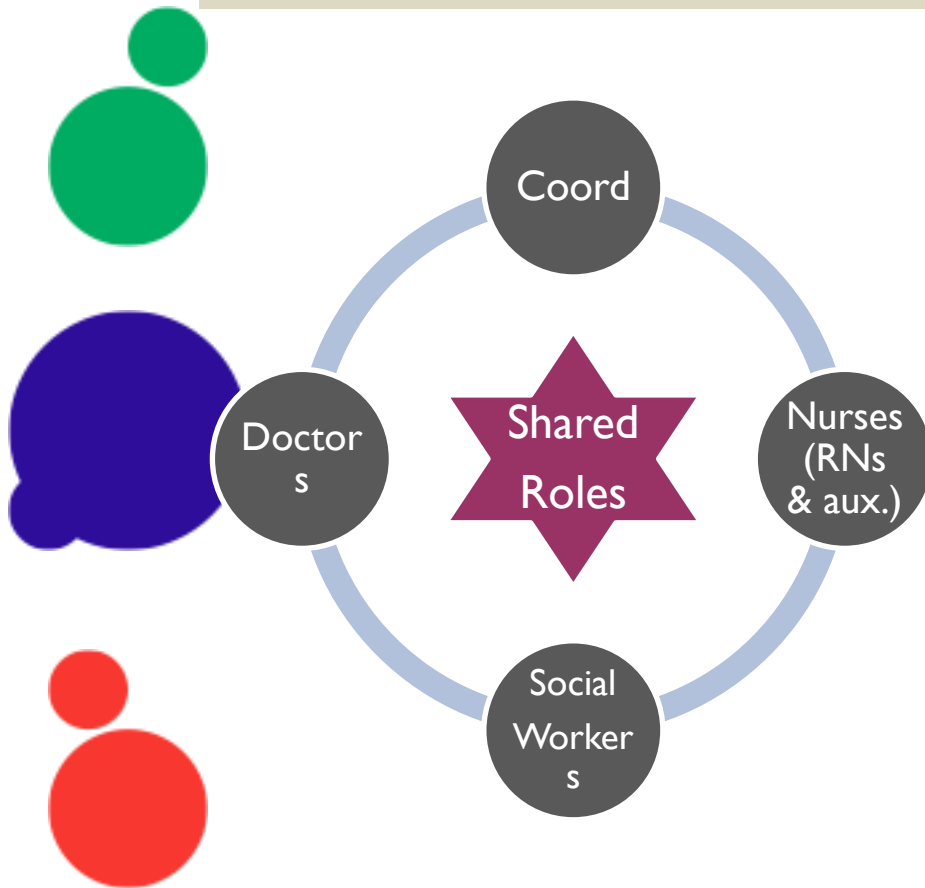 Coord
Doctor
s
Shared
Roles
Nurses
(RNs
& aux.)
Social
Worker
s